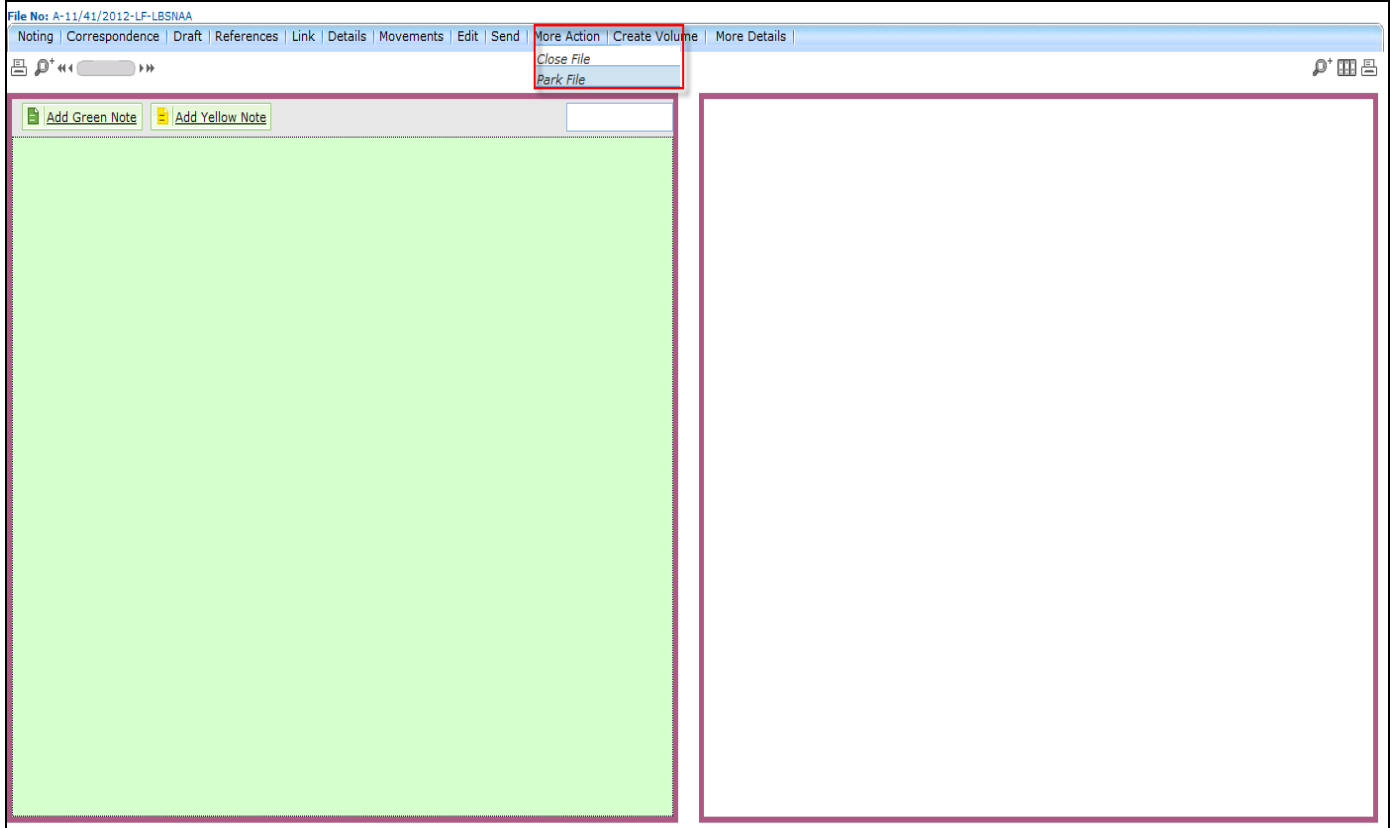 File No: A-11/41/2012-LF-LBSNAA
Noting | Correspondence | Draft | References | Link | Details | Movements | Edit | Send | More Action | Create Volume | More Details |
Close File
Park File
Add Green Note Add Yellow Note